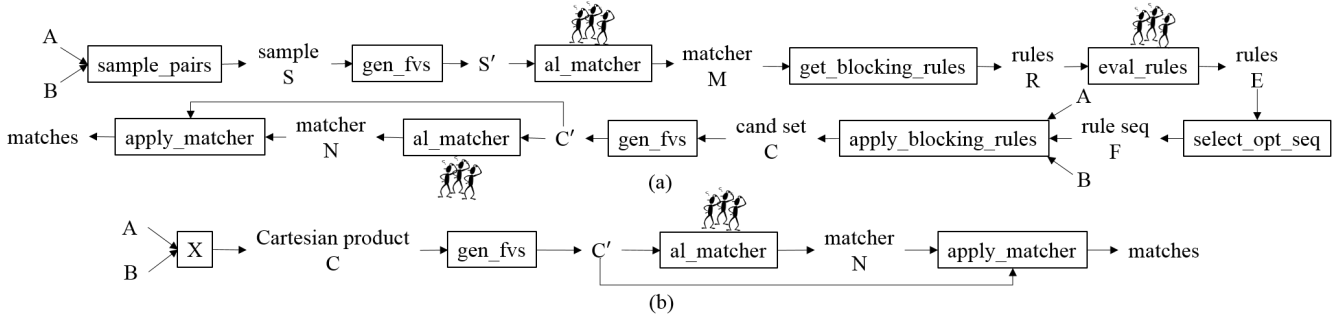 A
B
sample_pairs
sample
S
gen_fvs
S′
al_matcher
matcher
M
get_blocking_rules
rules
R
eval_rules
rules
E
matches
apply_matcher
matcher
N
al_matcher
C′
gen_fvs
cand set
C
apply_blocking_rules
A
B
rule seq
F
select_opt_seq
(a)
A
B
X
Cartesian product
C
gen_fvs
C′
al_matcher
matcher
N
apply_matcher
matches
(b)